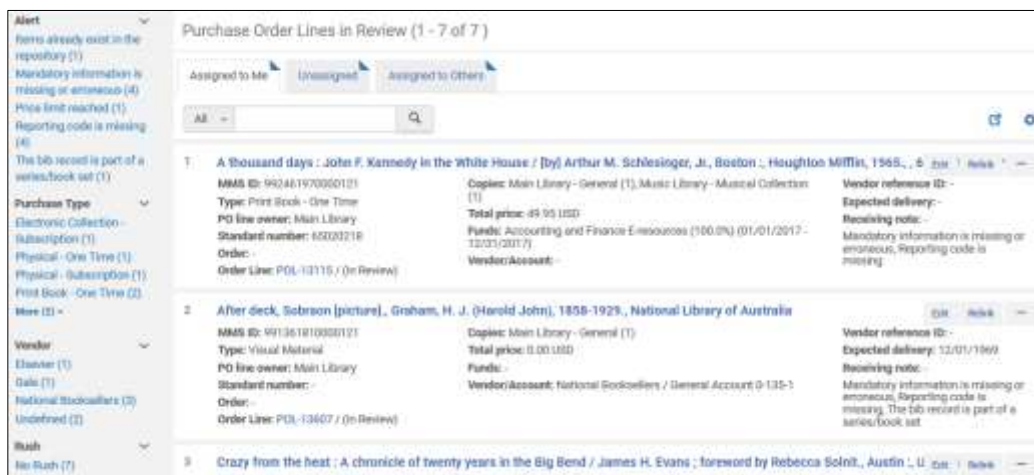 Alert
Items already exist in the
repository (1)
Mandatory information is
missing or erroneous (4)
Price limit reached (1)
Reporting code is missing
(4)
The bib record is part of a
series/book set (1)
Purchase Type
Electronic Collection -
Subscription (1)
Physical - One Time (1)
Physical - Subscription (1)
Print Book - One Time (2)
More (2)
Vendor
Elsevier (1)
Gale (1)
National Booksellers (3)
Undefined (2)
Rush
No Rush (7)
Purchase Order Lines in Review (1 - 7 of 7 )
Assigned to Me Unassigned Assigned to Others
All
1 A thousand days : John F. Kennedy in the White House / [by] Arthur M. Schlesinger, Jr., Boston :, Houghton Mifflin, 1965., , 6 Edit Relink
MMS ID: 992461970000121
Type: Print Book - One Time
PO line owner: Main Library
Standard number: 65020218
Order: -
Order Line: POL-13115 / (In Review)
Copies: Main Library - General (1), Music Library - Musical Collection
(1)
Total price: 49.95 USD
Funds: Accounting and Finance E-resources (100.0%) (01/01/2017 -
12/31/2017)
Vendor/Account: -
Vendor reference ID: -
Expected delivery: -
Receiving note: -
Mandatory information is missing or
erroneous, Reporting code is
missing
2 After deck, Sobraon [picture]., Graham, H. J. (Harold John), 1858-1929., National Library of Australia Edit Relink
MMS ID: 991361810000121
Type: Visual Material
PO line owner: Main Library
Standard number: -
Order: -
Order Line: POL-13607 / (In Review)
Copies: Main Library - General (1)
Total price: 0.00 USD
Funds: -
Vendor/Account: National Booksellers / General Account 0-135-1
Vendor reference ID: -
Expected delivery: 12/01/1969
Receiving note: -
Mandatory information is missing or
erroneous, Reporting code is
missing, The bib record is part of a
series/book set
3 Crazy from the heat : A chronicle of twenty years in the Big Bend / James H. Evans ; foreword by Rebecca Solnit., Austin :, U Edit Relink